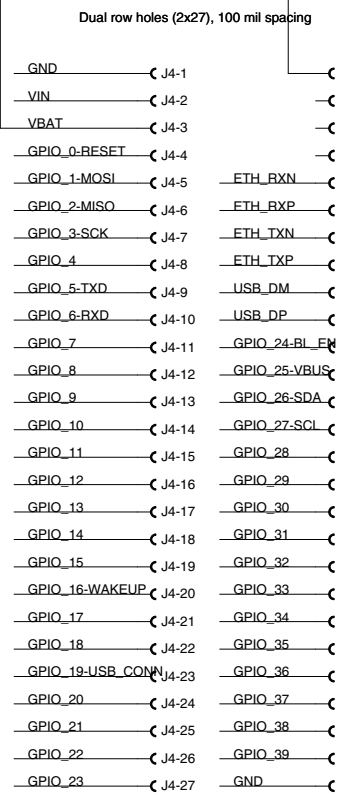 Dual row holes (2x27), 100 mil spacing
GND J4-1
VIN J4-2
VBAT J4-3
GPIO_0-RESET J4-4
GPIO_1-MOSI J4-5 ETH_RXN
GPIO_2-MISO J4-6 ETH_RXP
GPIO_3-SCK J4-7 ETH_TXN
GPIO_4 J4-8 ETH_TXP
GPIO_5-TXD J4-9 USB_DM
GPIO_6-RXD J4-10 USB_DP
GPIO_7 J4-11 GPIO_24-BL_EN
GPIO_8 J4-12 GPIO_25-VBUS
GPIO_9 J4-13 GPIO_26-SDA
GPIO_10 J4-14 GPIO_27-SCL
GPIO_11 J4-15 GPIO_28
GPIO_12 J4-16 GPIO_29
GPIO_13 J4-17 GPIO_30
GPIO_14 J4-18 GPIO_31
GPIO_15 J4-19 GPIO_32
GPIO_16-WAKEUP J4-20 GPIO_33
GPIO_17 J4-21 GPIO_34
GPIO_18 J4-22 GPIO_35
GPIO_19-USB_CONN J4-23 GPIO_36
GPIO_20 J4-24 GPIO_37
GPIO_21 J4-25 GPIO_38
GPIO_22 J4-26 GPIO_39
GPIO_23 J4-27 GND